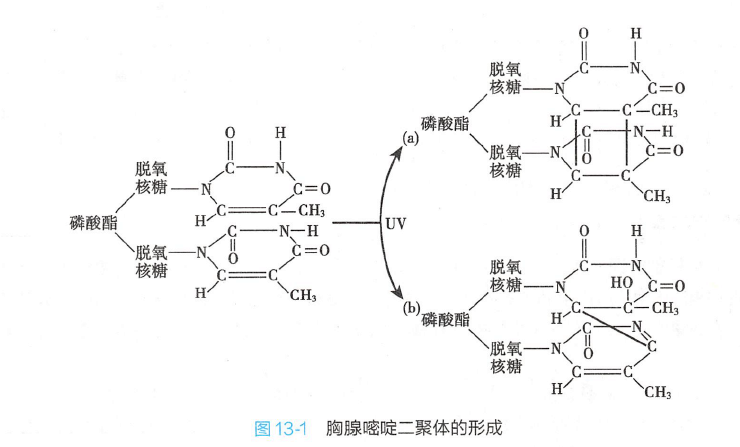 O H
脱氧 C N
核糖 N C=O
H C C CH₃
磷酸酯
脱氧 N C N—H
核糖 O C=O
H C C
CH₃
UV
(a)
O H
脱氧 C N
核糖 N C=O
H C C CH₃
磷酸酯
脱氧 N C N—H
核糖 O C=O
H C C
CH₃
(b)
O H
脱氧 C N
核糖 N HO C=O
H C C CH₃
磷酸酯
脱氧 N C N
核糖 O C
H C C
CH₃
图 13-1 胸腺嘧啶二聚体的形成